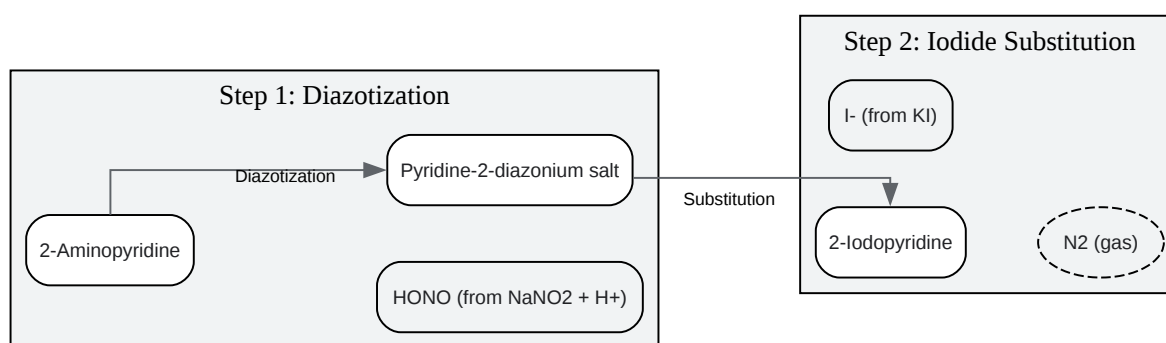 Step 1: Diazotization
Diazotization
Pyridine-2-diazonium salt
2-Aminopyridine
HONO (from NaNO2 + H+)
Substitution
Step 2: Iodide Substitution
I- (from KI)
2-Iodopyridine
N2 (gas)